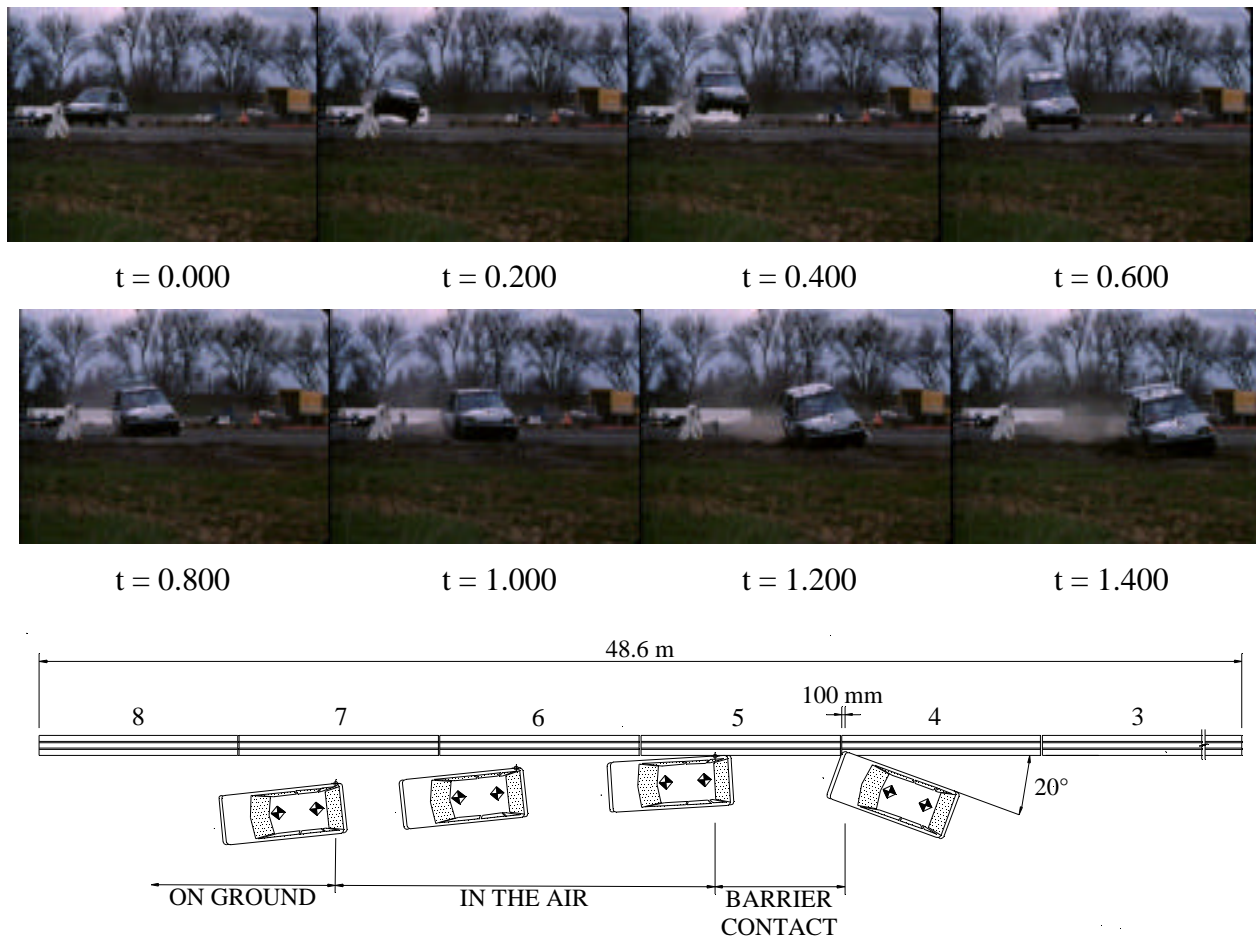 t = 0.000 t = 0.200 t = 0.400 t = 0.600
t = 0.800 t = 1.000 t = 1.200 t = 1.400
48.6 m
100 mm
8 7 6 5 4 3
20°
ON GROUND IN THE AIR BARRIER
CONTACT